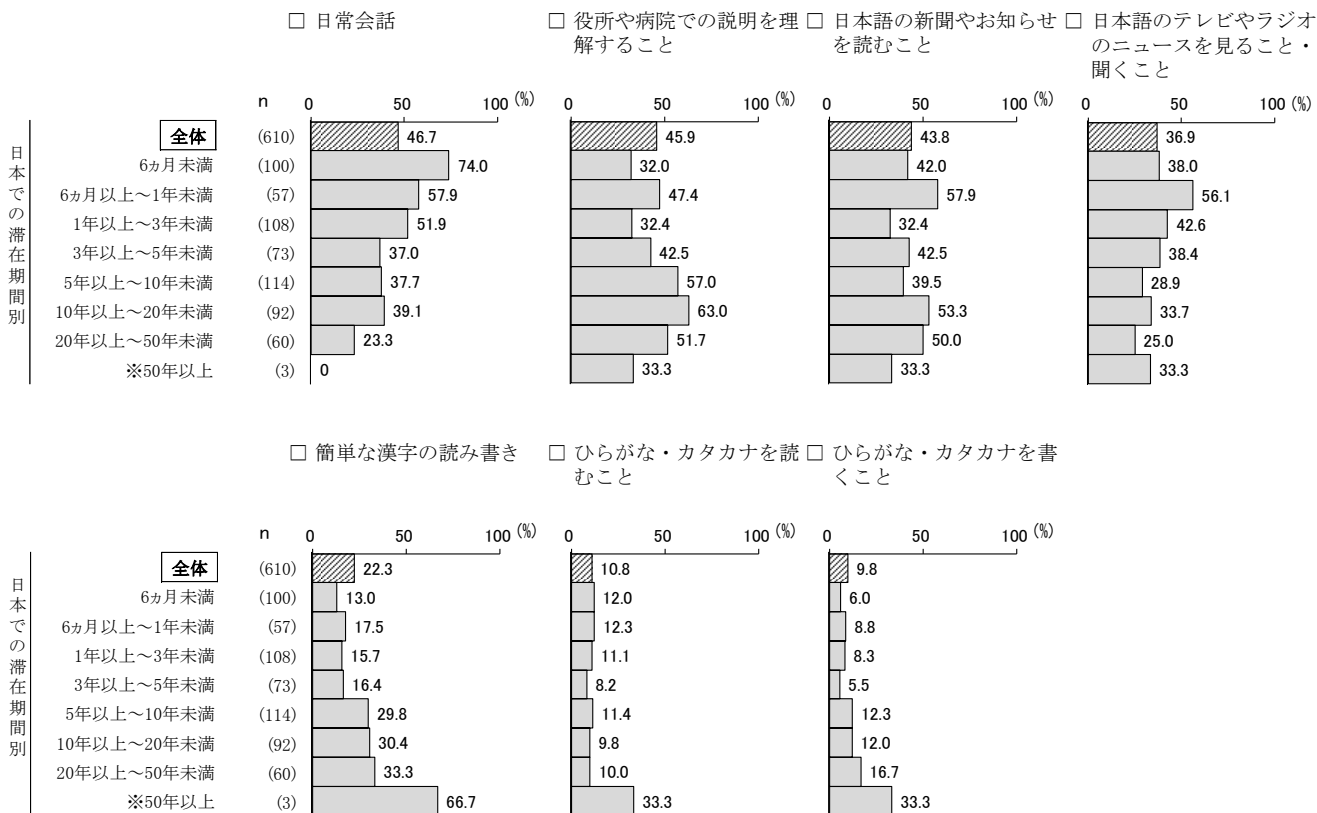 □ 日常会話
□ 役所や病院での説明を理
解すること
□ 日本語の新聞やお知らせ
を読むこと
□ 日本語のテレビやラジオ
のニュースを見ること・
聞くこと
n 0 50 100 (%) 0 50 100 (%) 0 50 100 (%) 0 50 100 (%)
日本での滞在期間別
全体 (610) 46.7 45.9 43.8 36.9
6ヵ月未満 (100) 74.0 32.0 42.0 38.0
6ヵ月以上～1年未満 (57) 57.9 47.4 57.9 56.1
1年以上～3年未満 (108) 51.9 32.4 32.4 42.6
3年以上～5年未満 (73) 37.0 42.5 42.5 38.4
5年以上～10年未満 (114) 37.7 57.0 39.5 28.9
10年以上～20年未満 (92) 39.1 63.0 53.3 33.7
20年以上～50年未満 (60) 23.3 51.7 50.0 25.0
※50年以上 (3) 0 33.3 33.3 33.3
□ 簡単な漢字の読み書き
□ ひらがな・カタカナを読
むこと
□ ひらがな・カタカナを書
くこと
n 0 50 100 (%) 0 50 100 (%) 0 50 100 (%)
日本での滞在期間別
全体 (610) 22.3 10.8 9.8
6ヵ月未満 (100) 13.0 12.0 6.0
6ヵ月以上～1年未満 (57) 17.5 12.3 8.8
1年以上～3年未満 (108) 15.7 11.1 8.3
3年以上～5年未満 (73) 16.4 8.2 5.5
5年以上～10年未満 (114) 29.8 11.4 12.3
10年以上～20年未満 (92) 30.4 9.8 12.0
20年以上～50年未満 (60) 33.3 10.0 16.7
※50年以上 (3) 66.7 33.3 33.3